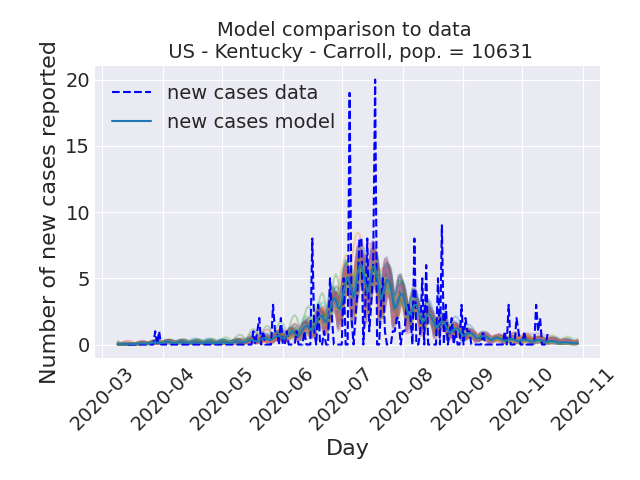 Model comparison to data
US - Kentucky - Carroll, pop. = 10631
Number of new cases reported
20
15
10
5
0
new cases data
new cases model
2020-03
2020-04
2020-05
2020-06
2020-07
2020-08
2020-09
2020-10
2020-11
Day